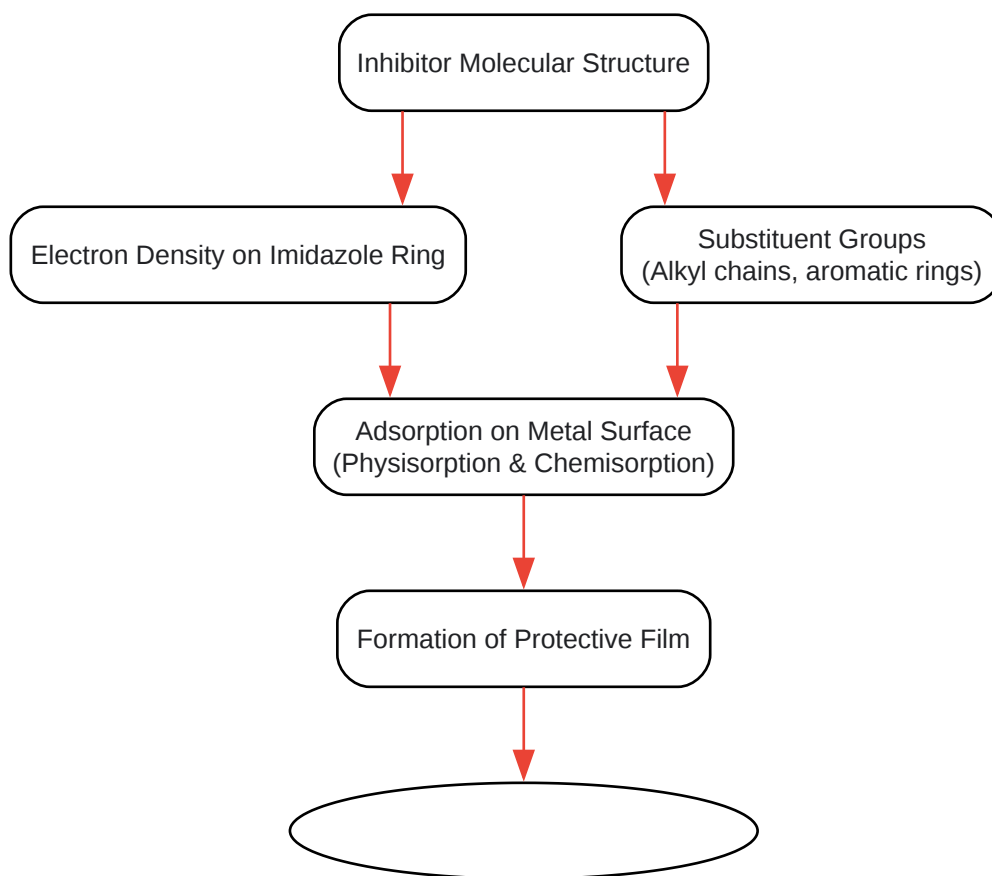 Inhibitor Molecular Structure
Electron Density on Imidazole Ring
Substituent Groups
(Alkyl chains, aromatic rings)
Adsorption on Metal Surface
(Physisorption & Chemisorption)
Formation of Protective Film